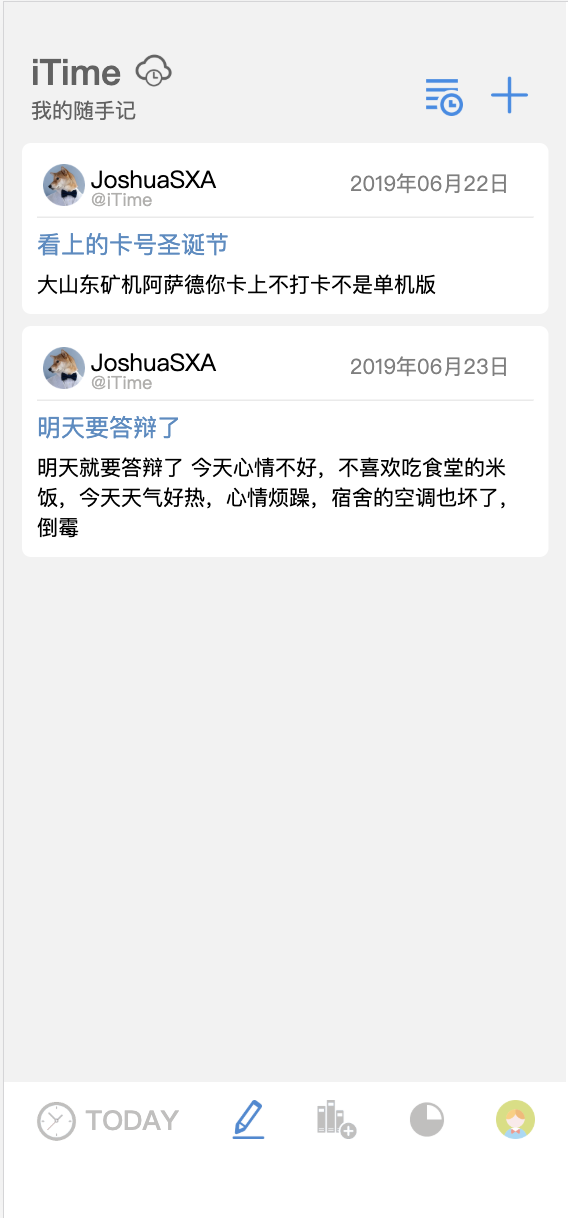 iTime
我的随手记
JoshuaSXA
2019年06月22日
@iTime
看上的卡号圣诞节
大山东矿机阿萨德你卡上不打卡不是单机版
JoshuaSXA
2019年06月23日
@iTime
明天要答辩了
明天就要答辩了 今天心情不好，不喜欢吃食堂的米
饭，今天天气好热，心情烦躁，宿舍的空调也坏了，
倒霉
TODAY